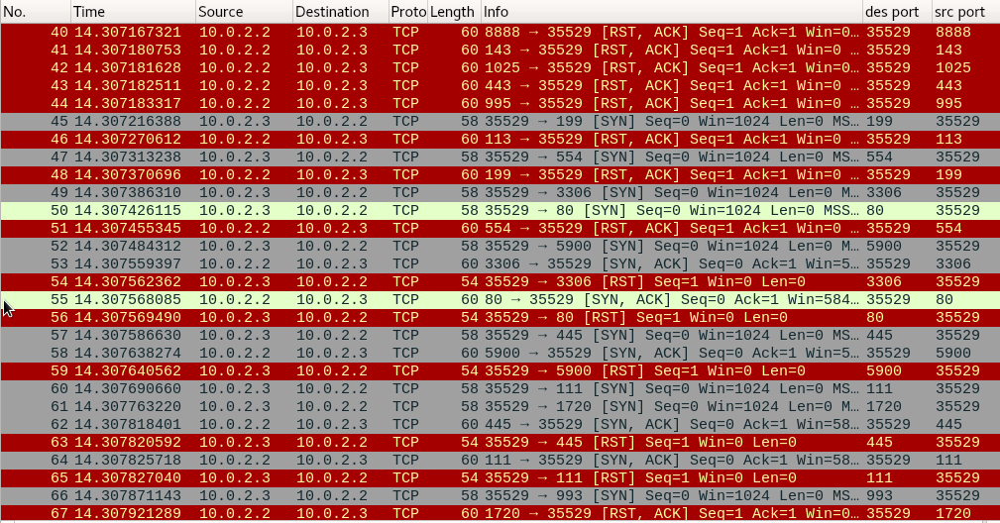 No. Time Source Destination Proto Length Info des port src port
40 14.307167321 10.0.2.2 10.0.2.3 TCP 60 8888 → 35529 [RST, ACK] Seq=1 Ack=1 Win=0… 35529 8888
41 14.307180753 10.0.2.2 10.0.2.3 TCP 60 143 → 35529 [RST, ACK] Seq=1 Ack=1 Win=0 … 35529 143
42 14.307181628 10.0.2.2 10.0.2.3 TCP 60 1025 → 35529 [RST, ACK] Seq=1 Ack=1 Win=0… 35529 1025
43 14.307182511 10.0.2.2 10.0.2.3 TCP 60 443 → 35529 [RST, ACK] Seq=1 Ack=1 Win=0 … 35529 443
44 14.307183317 10.0.2.2 10.0.2.3 TCP 60 995 → 35529 [RST, ACK] Seq=1 Ack=1 Win=0 … 35529 995
45 14.307216388 10.0.2.3 10.0.2.2 TCP 58 35529 → 199 [SYN] Seq=0 Win=1024 Len=0 MS… 199 35529
46 14.307270612 10.0.2.2 10.0.2.3 TCP 60 113 → 35529 [RST, ACK] Seq=1 Ack=1 Win=0 … 35529 113
47 14.307313238 10.0.2.3 10.0.2.2 TCP 58 35529 → 554 [SYN] Seq=0 Win=1024 Len=0 MS… 554 35529
48 14.307370696 10.0.2.2 10.0.2.3 TCP 60 199 → 35529 [RST, ACK] Seq=1 Ack=1 Win=0 … 35529 199
49 14.307386310 10.0.2.3 10.0.2.2 TCP 58 35529 → 3306 [SYN] Seq=0 Win=1024 Len=0 M… 3306 35529
50 14.307426115 10.0.2.3 10.0.2.2 TCP 58 35529 → 80 [SYN] Seq=0 Win=1024 Len=0 MSS… 80 35529
51 14.307455345 10.0.2.2 10.0.2.3 TCP 60 554 → 35529 [RST, ACK] Seq=1 Ack=1 Win=0 … 35529 554
52 14.307484312 10.0.2.3 10.0.2.2 TCP 58 35529 → 5900 [SYN] Seq=0 Win=1024 Len=0 M… 5900 35529
53 14.307559397 10.0.2.2 10.0.2.3 TCP 60 3306 → 35529 [SYN, ACK] Seq=0 Ack=1 Win=5… 35529 3306
54 14.307562362 10.0.2.3 10.0.2.2 TCP 54 35529 → 3306 [RST] Seq=1 Win=0 Len=0 3306 35529
55 14.307568085 10.0.2.2 10.0.2.3 TCP 60 80 → 35529 [SYN, ACK] Seq=0 Ack=1 Win=584… 35529 80
56 14.307569490 10.0.2.3 10.0.2.2 TCP 54 35529 → 80 [RST] Seq=1 Win=0 Len=0 80 35529
57 14.307586630 10.0.2.3 10.0.2.2 TCP 58 35529 → 445 [SYN] Seq=0 Win=1024 Len=0 MS… 445 35529
58 14.307638274 10.0.2.2 10.0.2.3 TCP 60 5900 → 35529 [SYN, ACK] Seq=0 Ack=1 Win=5… 35529 5900
59 14.307640562 10.0.2.3 10.0.2.2 TCP 54 35529 → 5900 [RST] Seq=1 Win=0 Len=0 5900 35529
60 14.307690660 10.0.2.3 10.0.2.2 TCP 58 35529 → 111 [SYN] Seq=0 Win=1024 Len=0 MS… 111 35529
61 14.307763220 10.0.2.3 10.0.2.2 TCP 58 35529 → 1720 [SYN] Seq=0 Win=1024 Len=0 M… 1720 35529
62 14.307818401 10.0.2.2 10.0.2.3 TCP 60 445 → 35529 [SYN, ACK] Seq=0 Ack=1 Win=58… 35529 445
63 14.307820592 10.0.2.3 10.0.2.2 TCP 54 35529 → 445 [RST] Seq=1 Win=0 Len=0 445 35529
64 14.307825718 10.0.2.2 10.0.2.3 TCP 60 111 → 35529 [SYN, ACK] Seq=0 Ack=1 Win=58… 35529 111
65 14.307827040 10.0.2.3 10.0.2.2 TCP 54 35529 → 111 [RST] Seq=1 Win=0 Len=0 111 35529
66 14.307871143 10.0.2.3 10.0.2.2 TCP 58 35529 → 993 [SYN] Seq=0 Win=1024 Len=0 MS… 993 35529
67 14.307921289 10.0.2.2 10.0.2.3 TCP 60 1720 → 35529 [RST, ACK] Seq=1 Ack=1 Win=0… 35529 1720